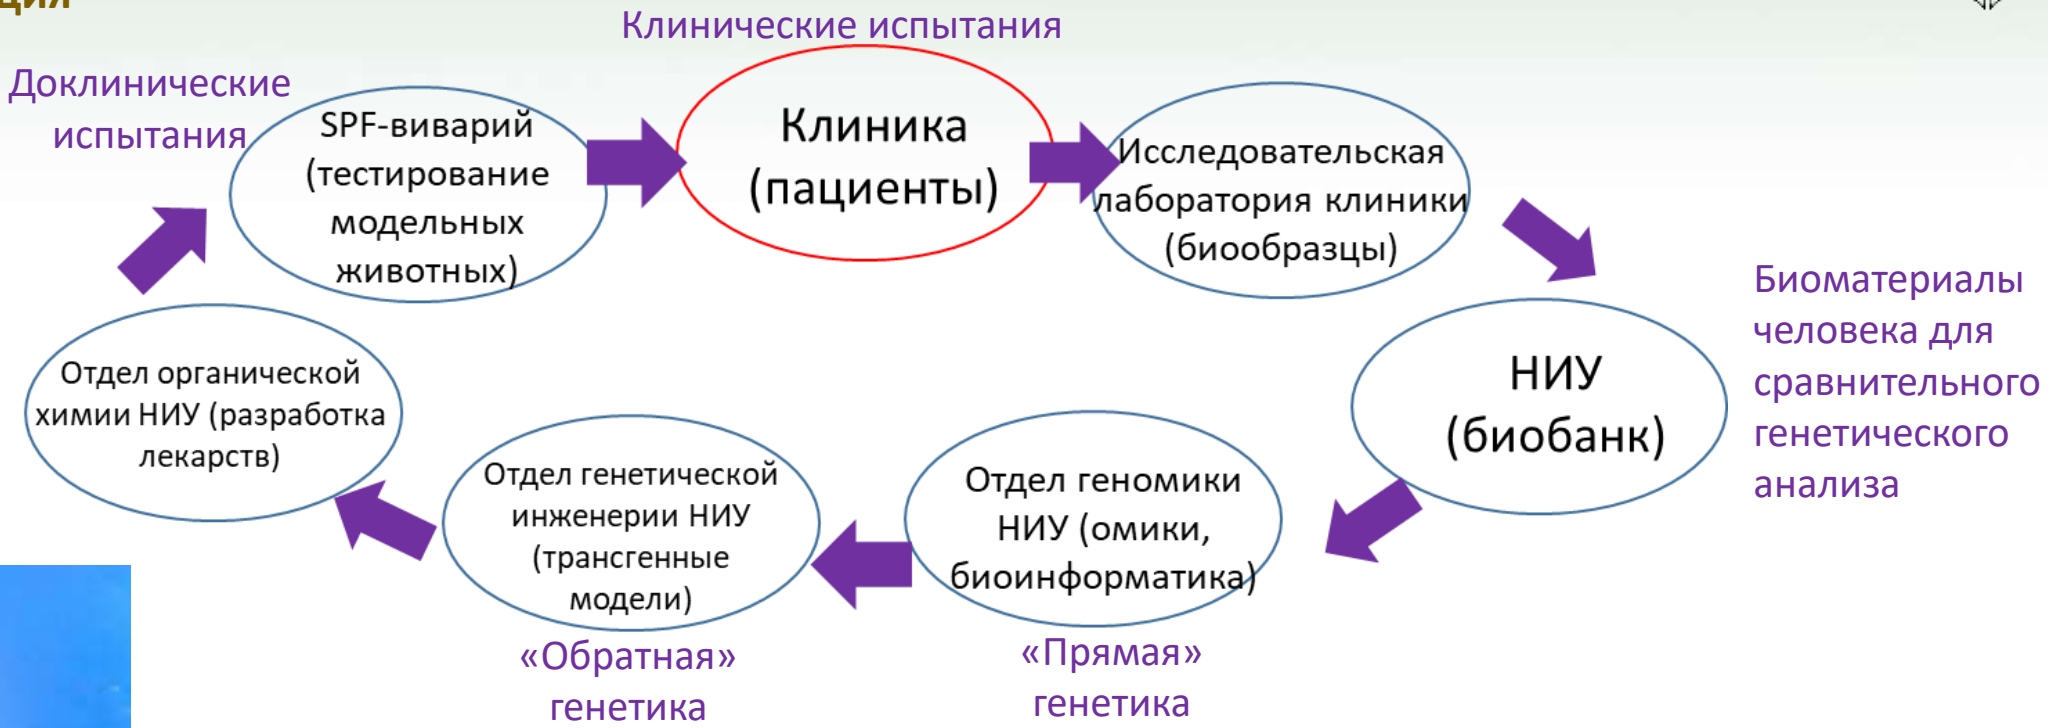 Клинические испытания
Доклинические
испытания
SPF-виварий
(тестирование
модельных
животных)
Клиника
(пациенты)
Исследовательская
лаборатория клиники
(биообразцы)
Биоматериалы
человека для
сравнительного
генетического
анализа
НИУ
(биобанк)
Отдел органической
химии НИУ (разработка
лекарств)
Отдел генетической
инженерии НИУ
(трансгенные
модели)
Отдел геномики
НИУ (омики,
биоинформатика)
«Обратная»
генетика
«Прямая»
генетика